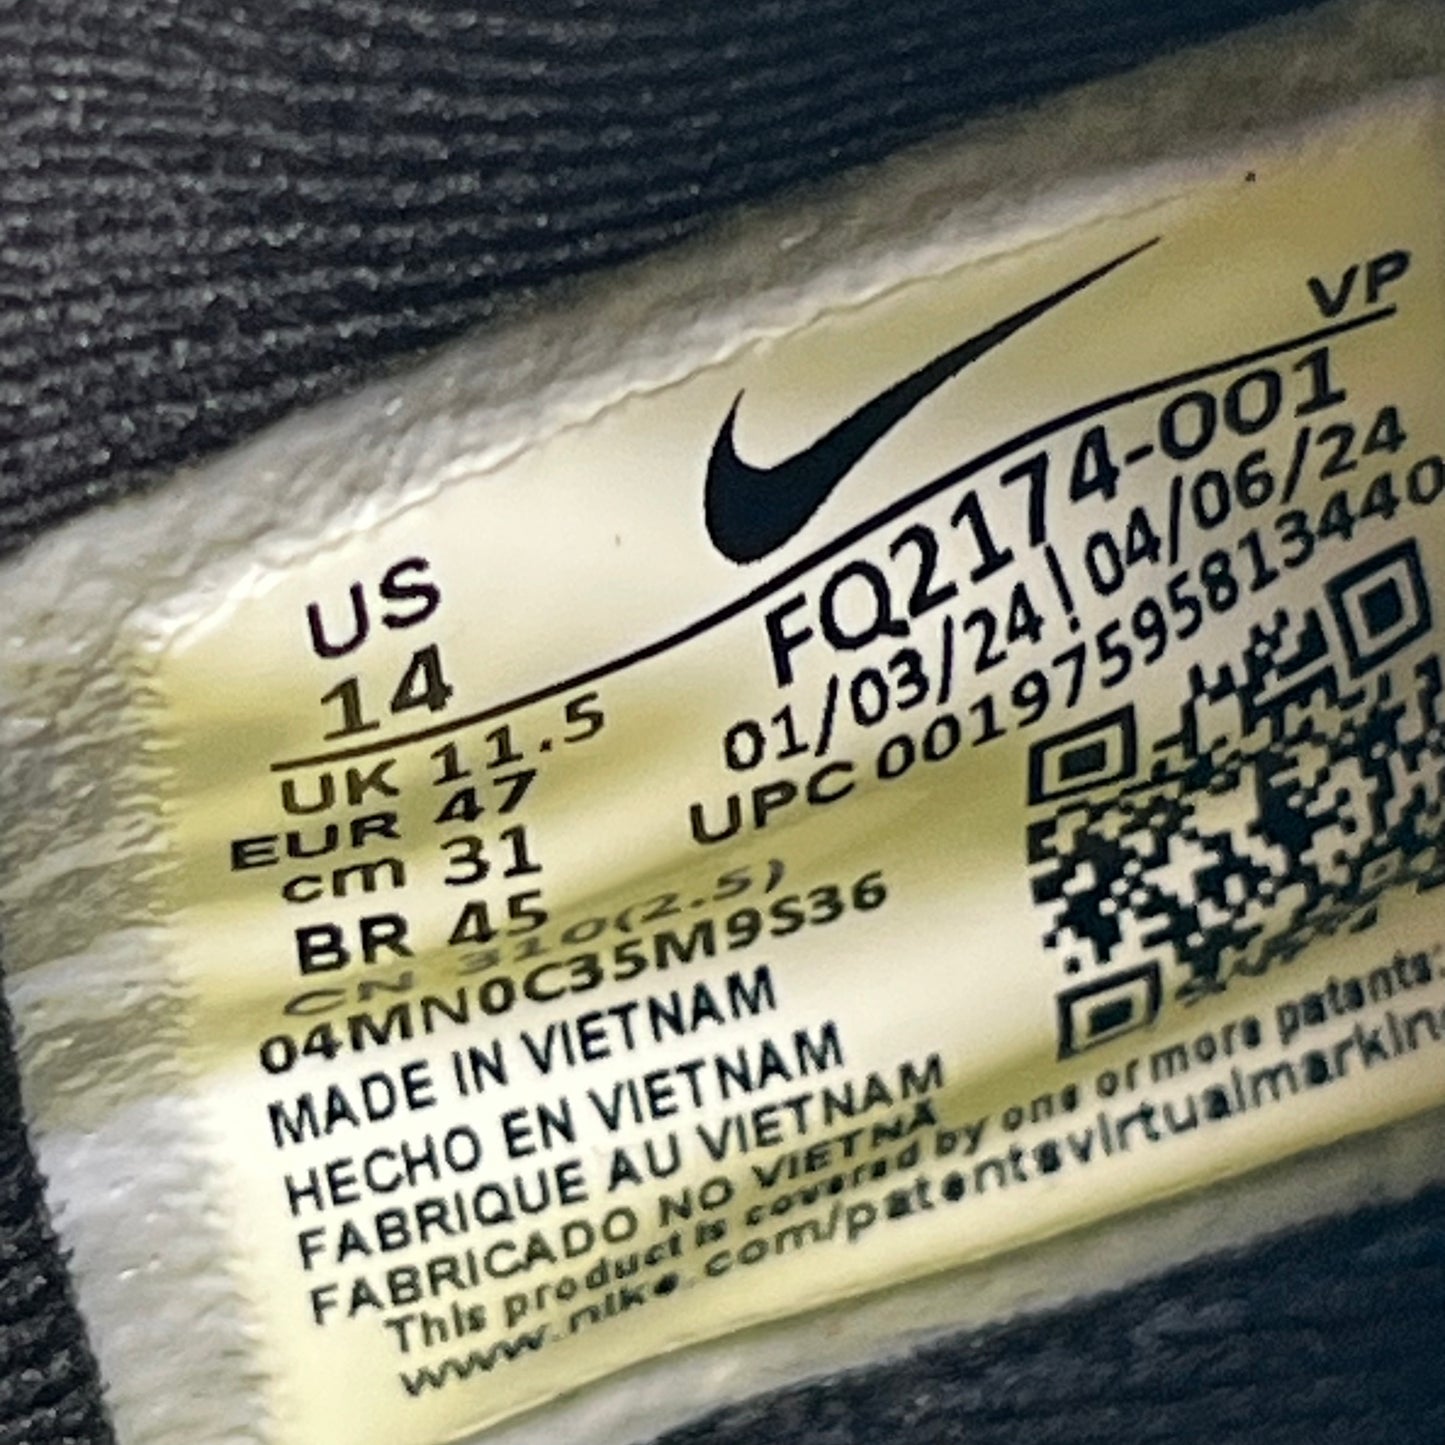 US
14
UK 11.5
EUR 47
cm 31
BR 45
CN 310(2.5)
VP
FQ2174-001
01/03/24!04/06/24
UPC 00197595813440
04MN0C35M9S36
MADE IN VIETNAM
HECHO EN VIETNAM
FABRIQUE AU VIETNAM
FABRICADO NO VIETNÃ
This product is covered by one or more patents:
www.nike.com/patentsvirtualmarkin